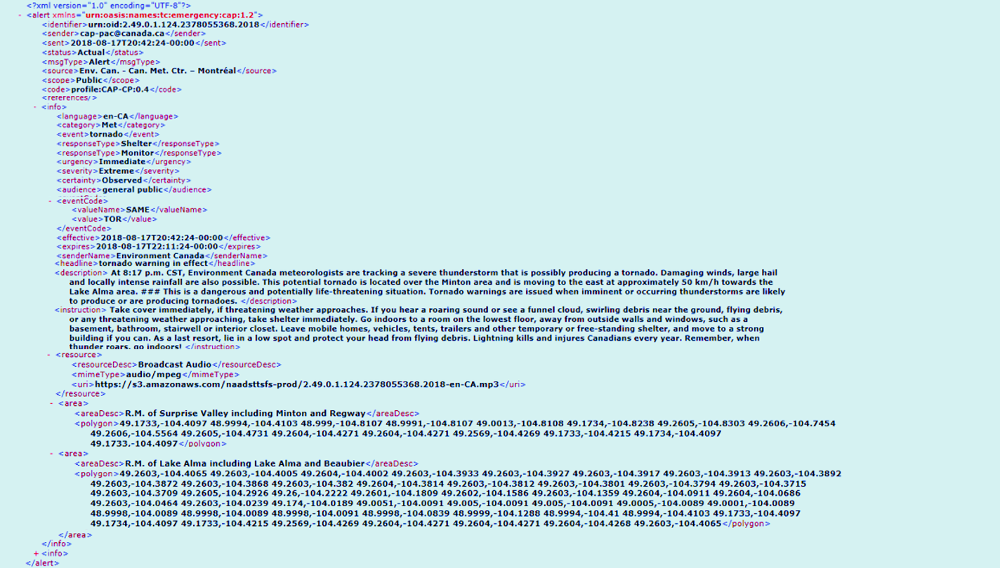 <?xml version="1.0" encoding="UTF-8"?>
- <alert xmlns="urn:oasis:names:tc:emergency:cap:1.2">
<identifier>urn:oid:2.49.0.1.124.2378055368.2018</identifier>
<sender>cap-pac@canada.ca</sender>
<sent>2018-08-17T20:42:24-00:00</sent>
<status>Actual</status>
<msgType>Alert</msgType>
<source>Env. Can. - Can. Met. Ctr. – Montréal</source>
<scope>Public</scope>
<code>profile:CAP-CP:0.4</code>
<rererences/>
- <info>
<language>en-CA</language>
<category>Met</category>
<event>tornado</event>
<responseType>Shelter</responseType>
<responseType>Monitor</responseType>
<urgency>Immediate</urgency>
<severity>Extreme</severity>
<certainty>Observed</certainty>
<audience>general public</audience>
- <eventCode>
<valueName>SAME</valueName>
<value>TOR</value>
</eventCode>
<effective>2018-08-17T20:42:24-00:00</effective>
<expires>2018-08-17T22:11:24-00:00</expires>
<senderName>Environment Canada</senderName>
<headline>tornado warning in effect</headline>
<description> At 8:17 p.m. CST, Environment Canada meteorologists are tracking a severe thunderstorm that is possibly producing a tornado. Damaging winds, large hail
and locally intense rainfall are also possible. This potential tornado is located over the Minton area and is moving to the east at approximately 50 km/h towards the
Lake Alma area. ### This is a dangerous and potentially life-threatening situation. Tornado warnings are issued when imminent or occurring thunderstorms are likely
to produce or are producing tornadoes. </description>
<instruction> Take cover immediately, if threatening weather approaches. If you hear a roaring sound or see a funnel cloud, swirling debris near the ground, flying debris,
or any threatening weather approaching, take shelter immediately. Go indoors to a room on the lowest floor, away from outside walls and windows, such as a
basement, bathroom, stairwell or interior closet. Leave mobile homes, vehicles, tents, trailers and other temporary or free-standing shelter, and move to a strong
building if you can. As a last resort, lie in a low spot and protect your head from flying debris. Lightning kills and injures Canadians every year. Remember, when
thunder roars, go indoors! </instruction>
- <resource>
<resourceDesc>Broadcast Audio</resourceDesc>
<mimeType>audio/mpeg</mimeType>
<uri>https://s3.amazonaws.com/naadsttsfs-prod/2.49.0.1.124.2378055368.2018-en-CA.mp3</uri>
</resource>
- <area>
<areaDesc>R.M. of Surprise Valley including Minton and Regway</areaDesc>
<polygon>49.1733,-104.4097 48.9994,-104.4103 48.999,-104.8107 48.9991,-104.8107 49.0013,-104.8108 49.1734,-104.8238 49.2605,-104.8303 49.2606,-104.7454
49.2606,-104.5564 49.2605,-104.4731 49.2604,-104.4271 49.2604,-104.4271 49.2569,-104.4269 49.1733,-104.4215 49.1734,-104.4097
49.1733,-104.4097</polygon>
- <area>
<areaDesc>R.M. of Lake Alma including Lake Alma and Beaubier</areaDesc>
<polygon>49.2603,-104.4065 49.2603,-104.4005 49.2604,-104.4002 49.2603,-104.3933 49.2603,-104.3927 49.2603,-104.3917 49.2603,-104.3913 49.2603,-104.3892
49.2603,-104.3872 49.2603,-104.3868 49.2603,-104.382 49.2604,-104.3814 49.2603,-104.3812 49.2603,-104.3801 49.2603,-104.3794 49.2603,-104.3715
49.2603,-104.3709 49.2605,-104.2926 49.26,-104.2222 49.2601,-104.1809 49.2602,-104.1586 49.2603,-104.1359 49.2604,-104.0911 49.2604,-104.0686
49.2603,-104.0464 49.2603,-104.0239 49.174,-104.0189 49.0051,-104.0091 49.005,-104.0091 49.005,-104.0091 49.0005,-104.0089 49.0001,-104.0089
48.9998,-104.0089 48.9998,-104.0089 48.9998,-104.0091 48.9998,-104.0839 48.9999,-104.1288 48.9994,-104.41 48.9994,-104.4103 49.1733,-104.4097
49.1734,-104.4097 49.1733,-104.4215 49.2569,-104.4269 49.2604,-104.4271 49.2604,-104.4271 49.2604,-104.4268 49.2603,-104.4065</polygon>
</area>
</info>
+ <info>
</alert>